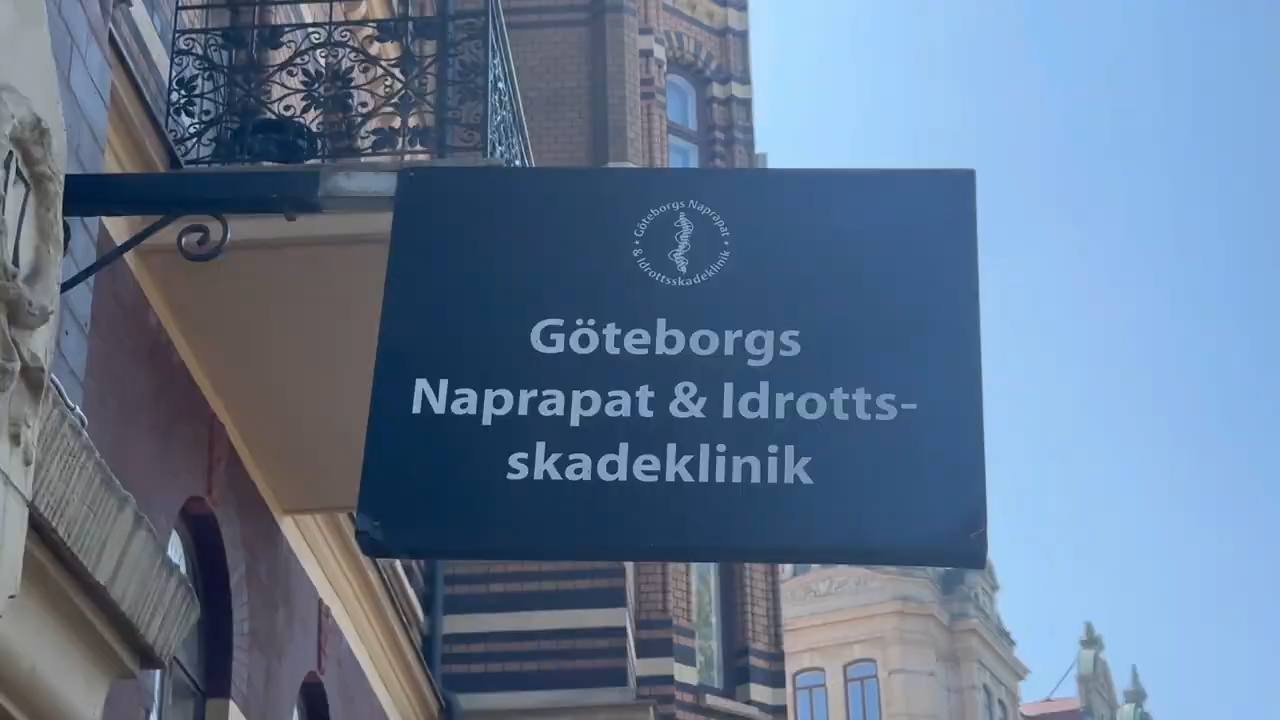 Göteborgs Naprapat
& Idrottsskadeklinik
Göteborgs
Naprapat & Idrotts-
skadeklinik